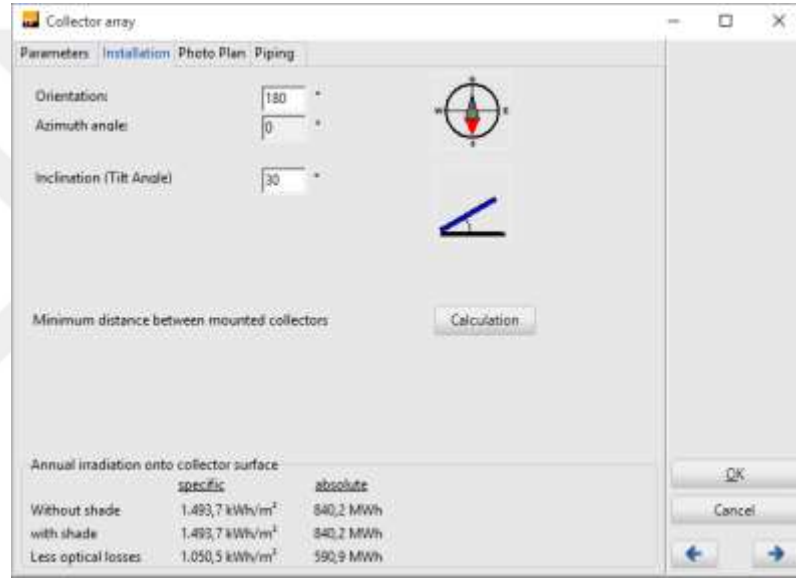 Collector array
Parameters Installation Photo Plan Piping
Orientation: 180 °
Azimuth angle: 0 °
Inclination (Tilt Angle) 30 °
Minimum distance between mounted collectors Calculation
Annual irradiation onto collector surface
specific absolute
Without shade 1.493,7 kWh/m² 840,2 MWh
with shade 1.493,7 kWh/m² 840,2 MWh
Less optical losses 1.050,5 kWh/m² 590,9 MWh
OK
Cancel